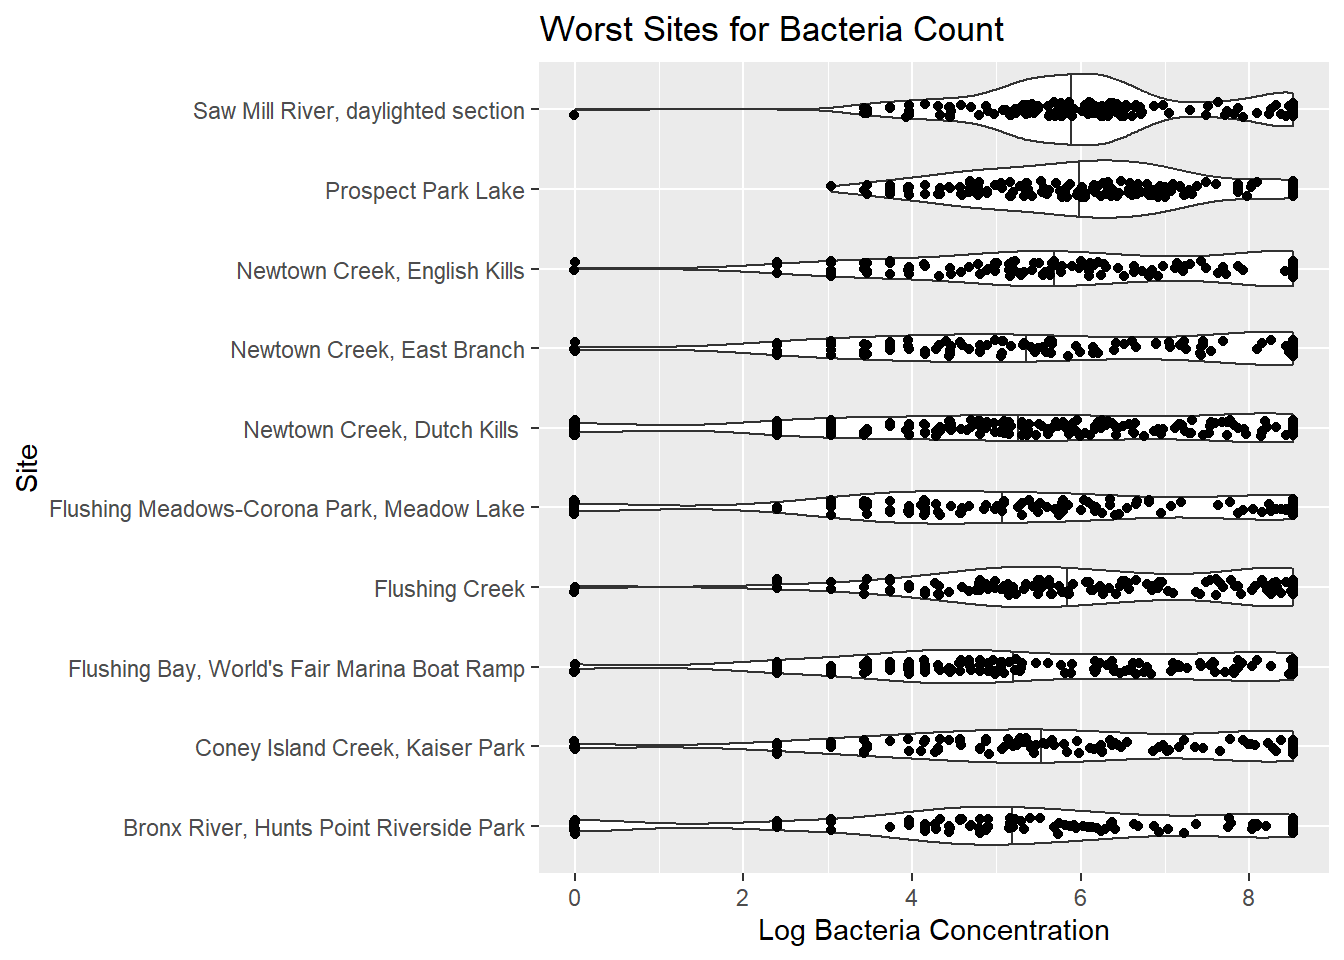 Worst Sites for Bacteria Count
Saw Mill River, daylighted section
Prospect Park Lake
Newtown Creek, English Kills
Newtown Creek, East Branch
Newtown Creek, Dutch Kills
Flushing Meadows-Corona Park, Meadow Lake
Flushing Creek
Flushing Bay, World's Fair Marina Boat Ramp
Coney Island Creek, Kaiser Park
Bronx River, Hunts Point Riverside Park
Site
0 2 4 6 8
Log Bacteria Concentration